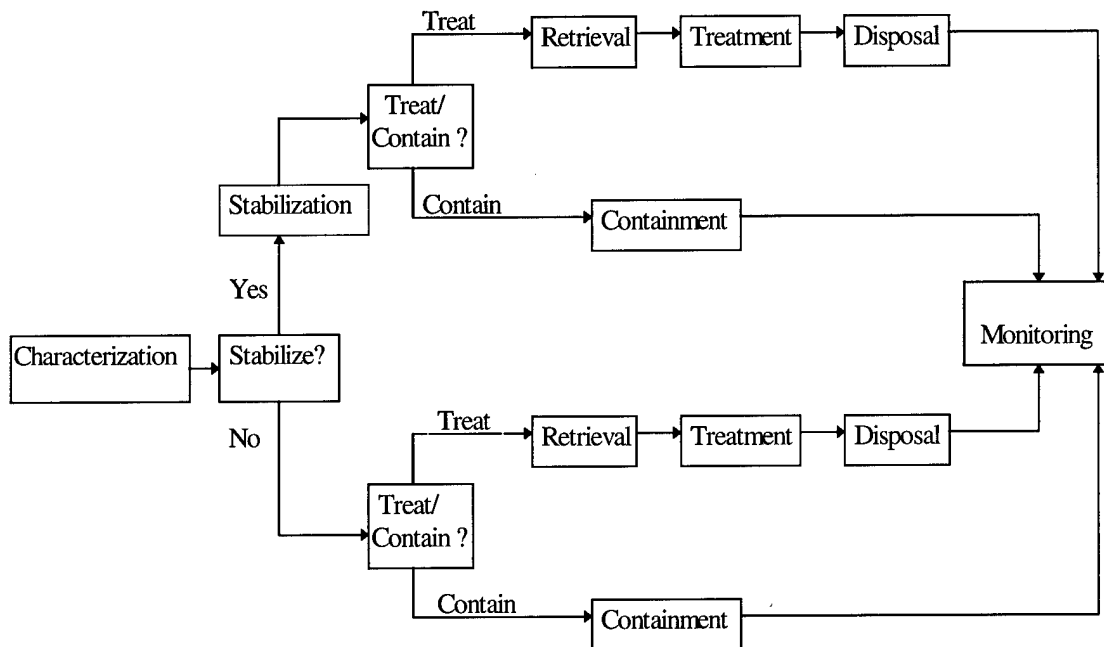 Treat
Retrieval
Treatment
Disposal
Treat/
Contain ?
Stabilization
Contain
Containment
Yes
Monitoring
Characterization
Stabilize?
No
Treat
Retrieval
Treatment
Disposal
Treat/
Contain ?
Contain
Containment